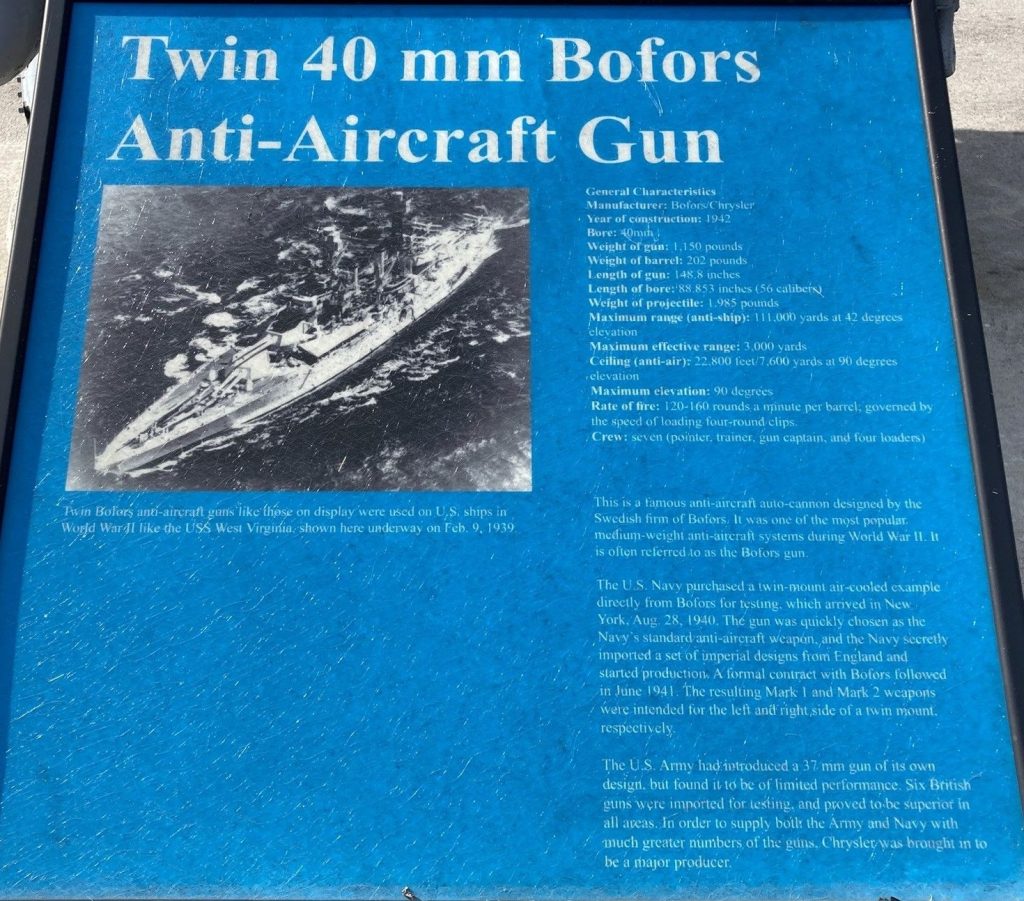 Twin 40 mm Bofors
Anti-Aircraft Gun
General Characteristics
Manufacturer: Bofors/Chrysler
Year of construction: 1942
Bore: 40mm
Weight of gun: 1,150 pounds
Weight of barrel: 202 pounds
Length of gun: 148.8 inches
Length of bore: 88.853 inches (56 calibers)
Weight of projectile: 1.985 pounds
Maximum range (anti-ship): 111,000 yards at 42 degrees
elevation
Maximum effective range: 3,000 yards
Ceiling (anti-air): 22,800 feet/7,600 yards at 90 degrees
elevation
Maximum elevation: 90 degrees
Rate of fire: 120-160 rounds a minute per barrel; governed by
the speed of loading four-round clips.
Crew: seven (pointer, trainer, gun captain, and four loaders)
Twin Bofors anti-aircraft guns like those on display were used on U.S. ships in
World War II like the USS West Virginia, shown here underway on Feb. 9, 1939.
This is a famous anti-aircraft auto-cannon designed by the
Swedish firm of Bofors. It was one of the most popular,
medium-weight anti-aircraft systems during World War II. It
is often referred to as the Bofors gun.
The U.S. Navy purchased a twin-mount air-cooled example
directly from Bofors for testing, which arrived in New
York, Aug. 28, 1940. The gun was quickly chosen as the
Navy's standard anti-aircraft weapon, and the Navy secretly
imported a set of imperial designs from England and
started production. A formal contract with Bofors followed
in June 1941. The resulting Mark 1 and Mark 2 weapons
were intended for the left and right side of a twin mount,
respectively.
The U.S. Army had introduced a 37 mm gun of its own
design, but found it to be of limited performance. Six British
guns were imported for testing, and proved to be superior in
all areas. In order to supply both the Army and Navy with
much greater numbers of the guns, Chrysler was brought in to
be a major producer.